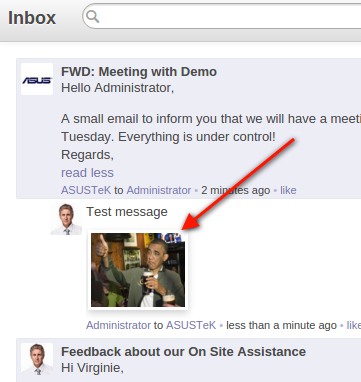 Inbox
ASUS
FWD: Meeting with Demo
Hello Administrator,
A small email to inform you that we will have a meeti
Tuesday. Everything is under control!
Regards,
read less
ASUSTeK to Administrator • 2 minutes ago • like
Test message
Administrator to ASUSTeK • less than a minute ago • like
Feedback about our On Site Assistance
Hi Virginie,